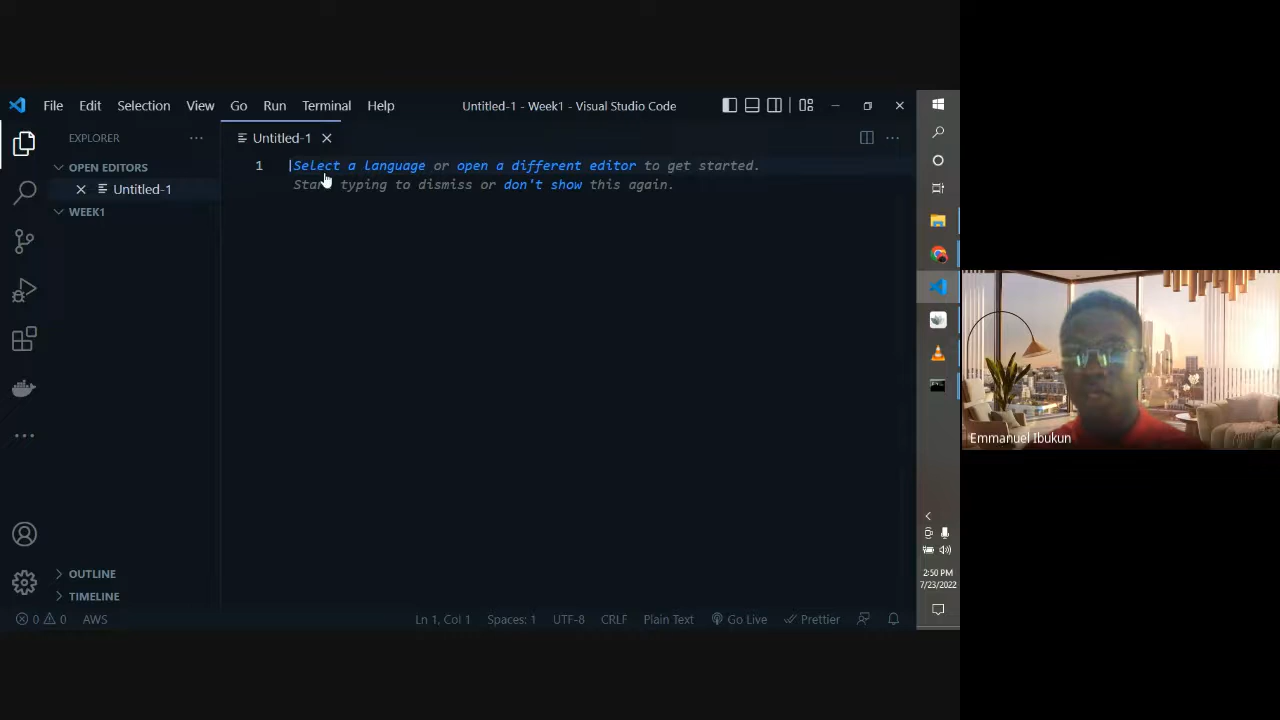 File Edit Selection View Go Run Terminal Help Untitled-1 - Week1 - Visual Studio Code
EXPLORER
Untitled-1
OPEN EDITORS
Untitled-1
WEEK1
1 Select a language or open a different editor to get started.
Start typing to dismiss or don't show this again.
Emmanuel Ibukun
OUTLINE
TIMELINE
2:50 PM
7/23/2022
0 0 AWS Ln 1, Col 1 Spaces: 1 UTF-8 CRLF Plain Text Go Live Prettier